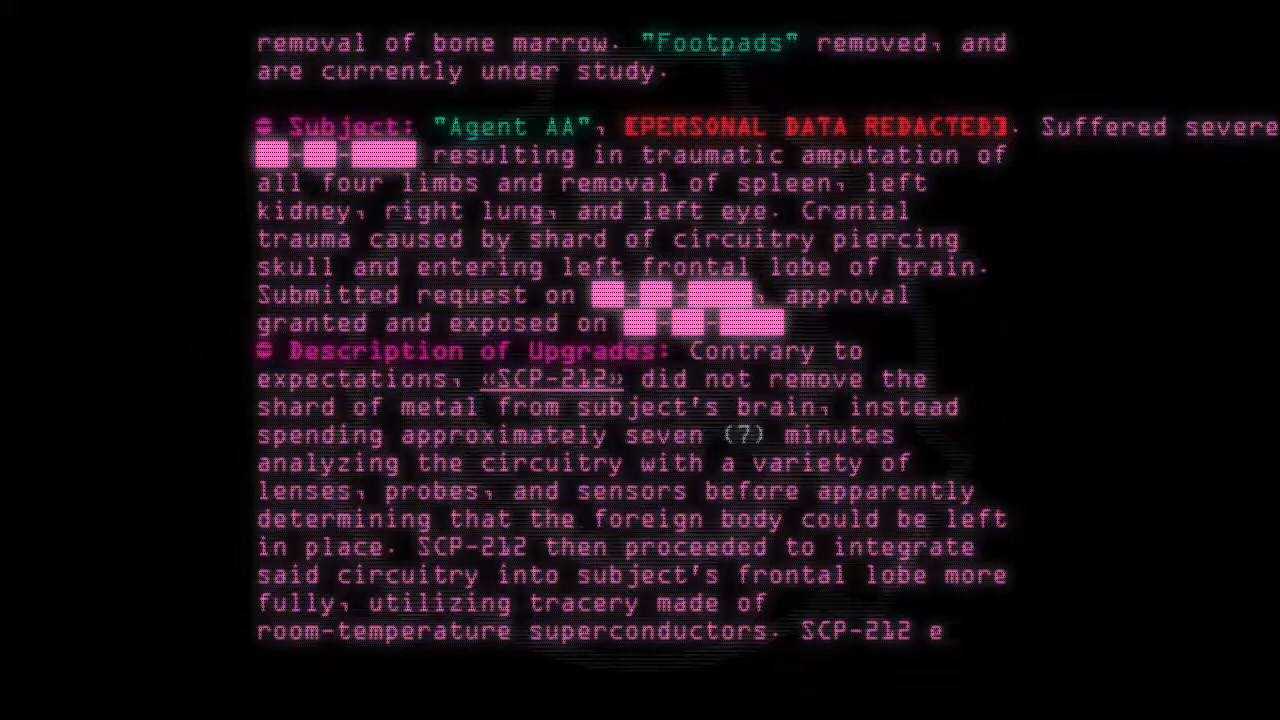 removal of bone marrow. "Footpads" removed, and
are currently under study.
Subject: "Agent AA", [PERSONAL DATA REDACTED]. Suffered severe
██-██-████ resulting in traumatic amputation of
all four limbs and removal of spleen, left
kidney, right lung, and left eye. Cranial
trauma caused by shard of circuitry piercing
skull and entering left frontal lobe of brain.
Submitted request on ██-██-████, approval
granted and exposed on ██-██-████
Description of Upgrades: Contrary to
expectations, «SCP-212» did not remove the
shard of metal from subject's brain, instead
spending approximately seven (7) minutes
analyzing the circuitry with a variety of
lenses, probes, and sensors before apparently
determining that the foreign body could be left
in place. SCP-212 then proceeded to integrate
said circuitry into subject's frontal lobe more
fully, utilizing tracery made of
room-temperature superconductors. SCP-212 e